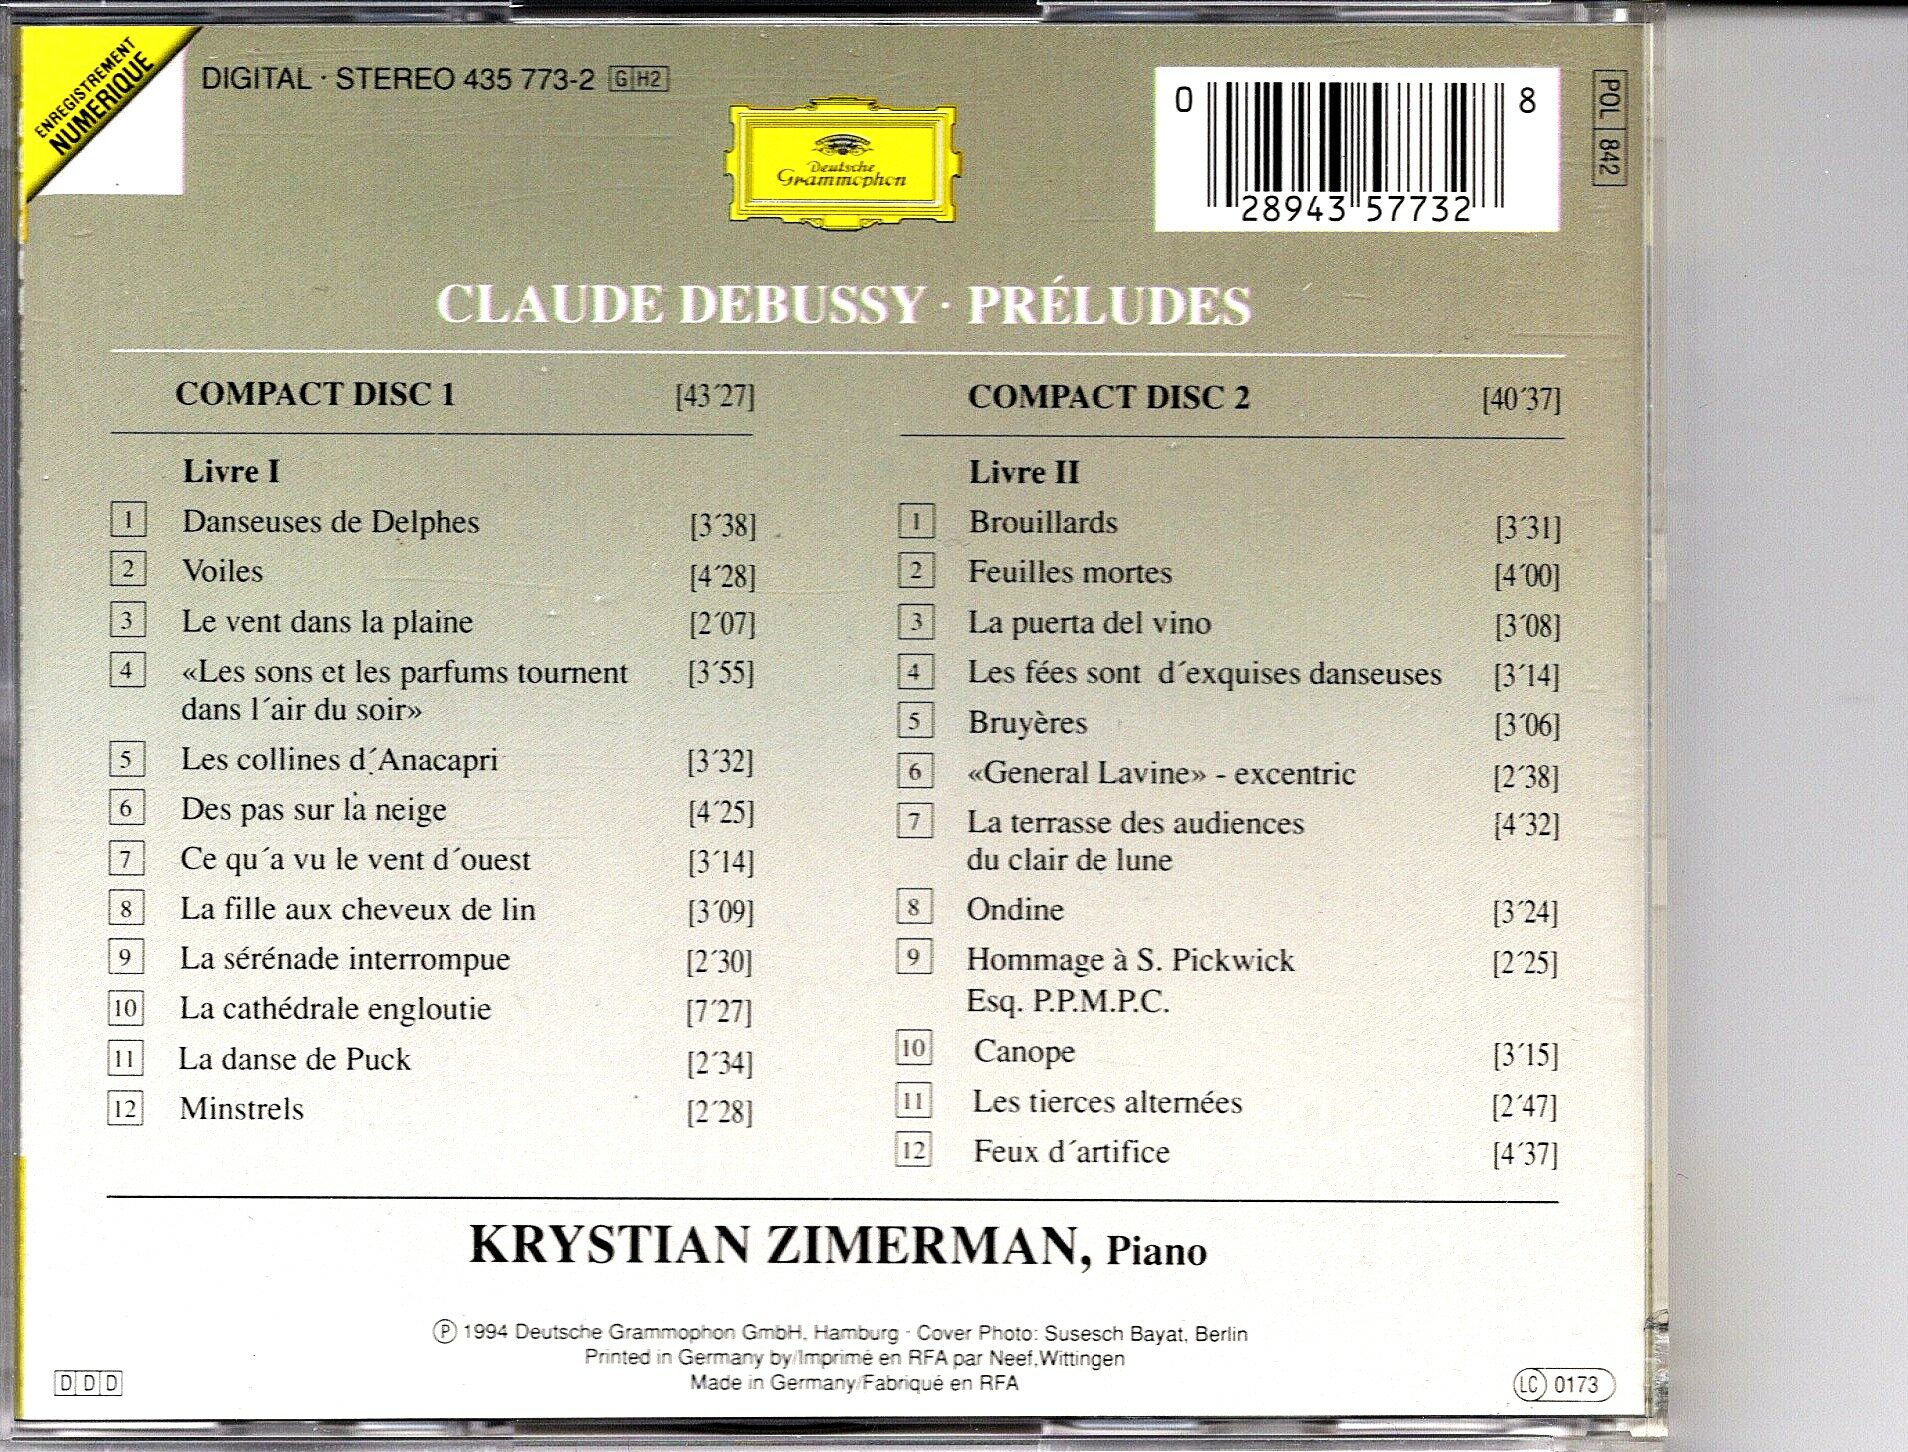 ENREGISTREMENT
NUMERIQUE
DIGITAL · STEREO 435 773-2 G H2
Deutsche
Grammophon
0 28943 57732 8
POL 842
CLAUDE DEBUSSY · PRÉLUDES
COMPACT DISC 1 [43´27]
Livre I
1 Danseuses de Delphes [3´38]
2 Voiles [4´28]
3 Le vent dans la plaine [2´07]
4 «Les sons et les parfums tournent [3´55]
dans l´air du soir»
5 Les collines d´Anacapri [3´32]
6 Des pas sur la neige [4´25]
7 Ce qu´a vu le vent d´ouest [3´14]
8 La fille aux cheveux de lin [3´09]
9 La sérénade interrompue [2´30]
10 La cathédrale engloutie [7´27]
11 La danse de Puck [2´34]
12 Minstrels [2´28]
COMPACT DISC 2 [40´37]
Livre II
1 Brouillards [3´31]
2 Feuilles mortes [4´00]
3 La puerta del vino [3´08]
4 Les fées sont d´exquises danseuses [3´14]
5 Bruyères [3´06]
6 «General Lavine» - excentric [2´38]
7 La terrasse des audiences [4´32]
du clair de lune
8 Ondine [3´24]
9 Hommage à S. Pickwick [2´25]
Esq. P.P.M.P.C.
10 Canope [3´15]
11 Les tierces alternées [2´47]
12 Feux d´artifice [4´37]
KRYSTIAN ZIMERMAN, Piano
℗ 1994 Deutsche Grammophon GmbH, Hamburg · Cover Photo: Susesch Bayat, Berlin
Printed in Germany by/Imprimé en RFA par Neef,Wittingen
Made in Germany/Fabriqué en RFA
DDD
LC 0173